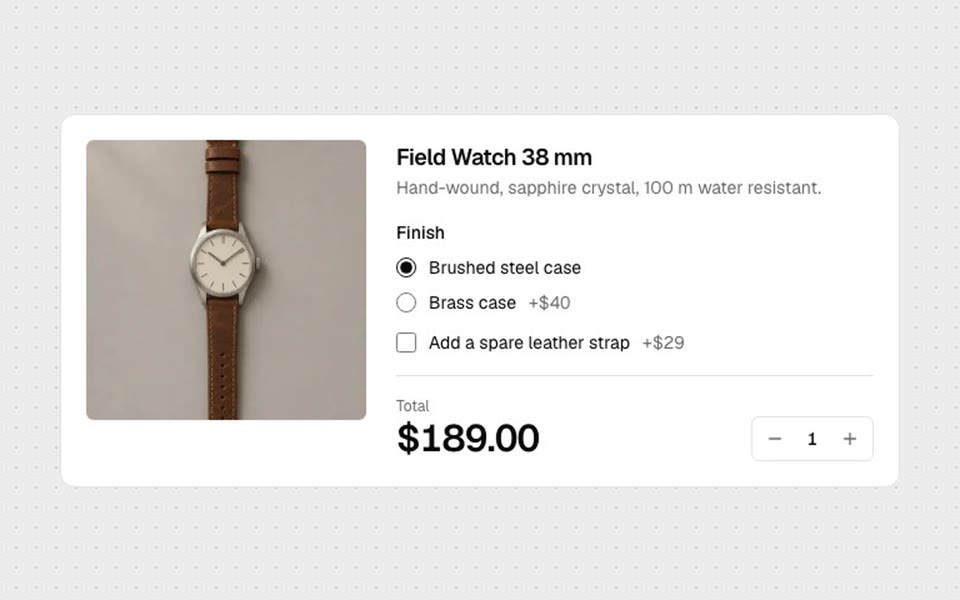 Field Watch 38 mm
Hand-wound, sapphire crystal, 100 m water resistant.
Finish
Brushed steel case
Brass case +$40
Add a spare leather strap +$29
Total
$189.00
− 1 +